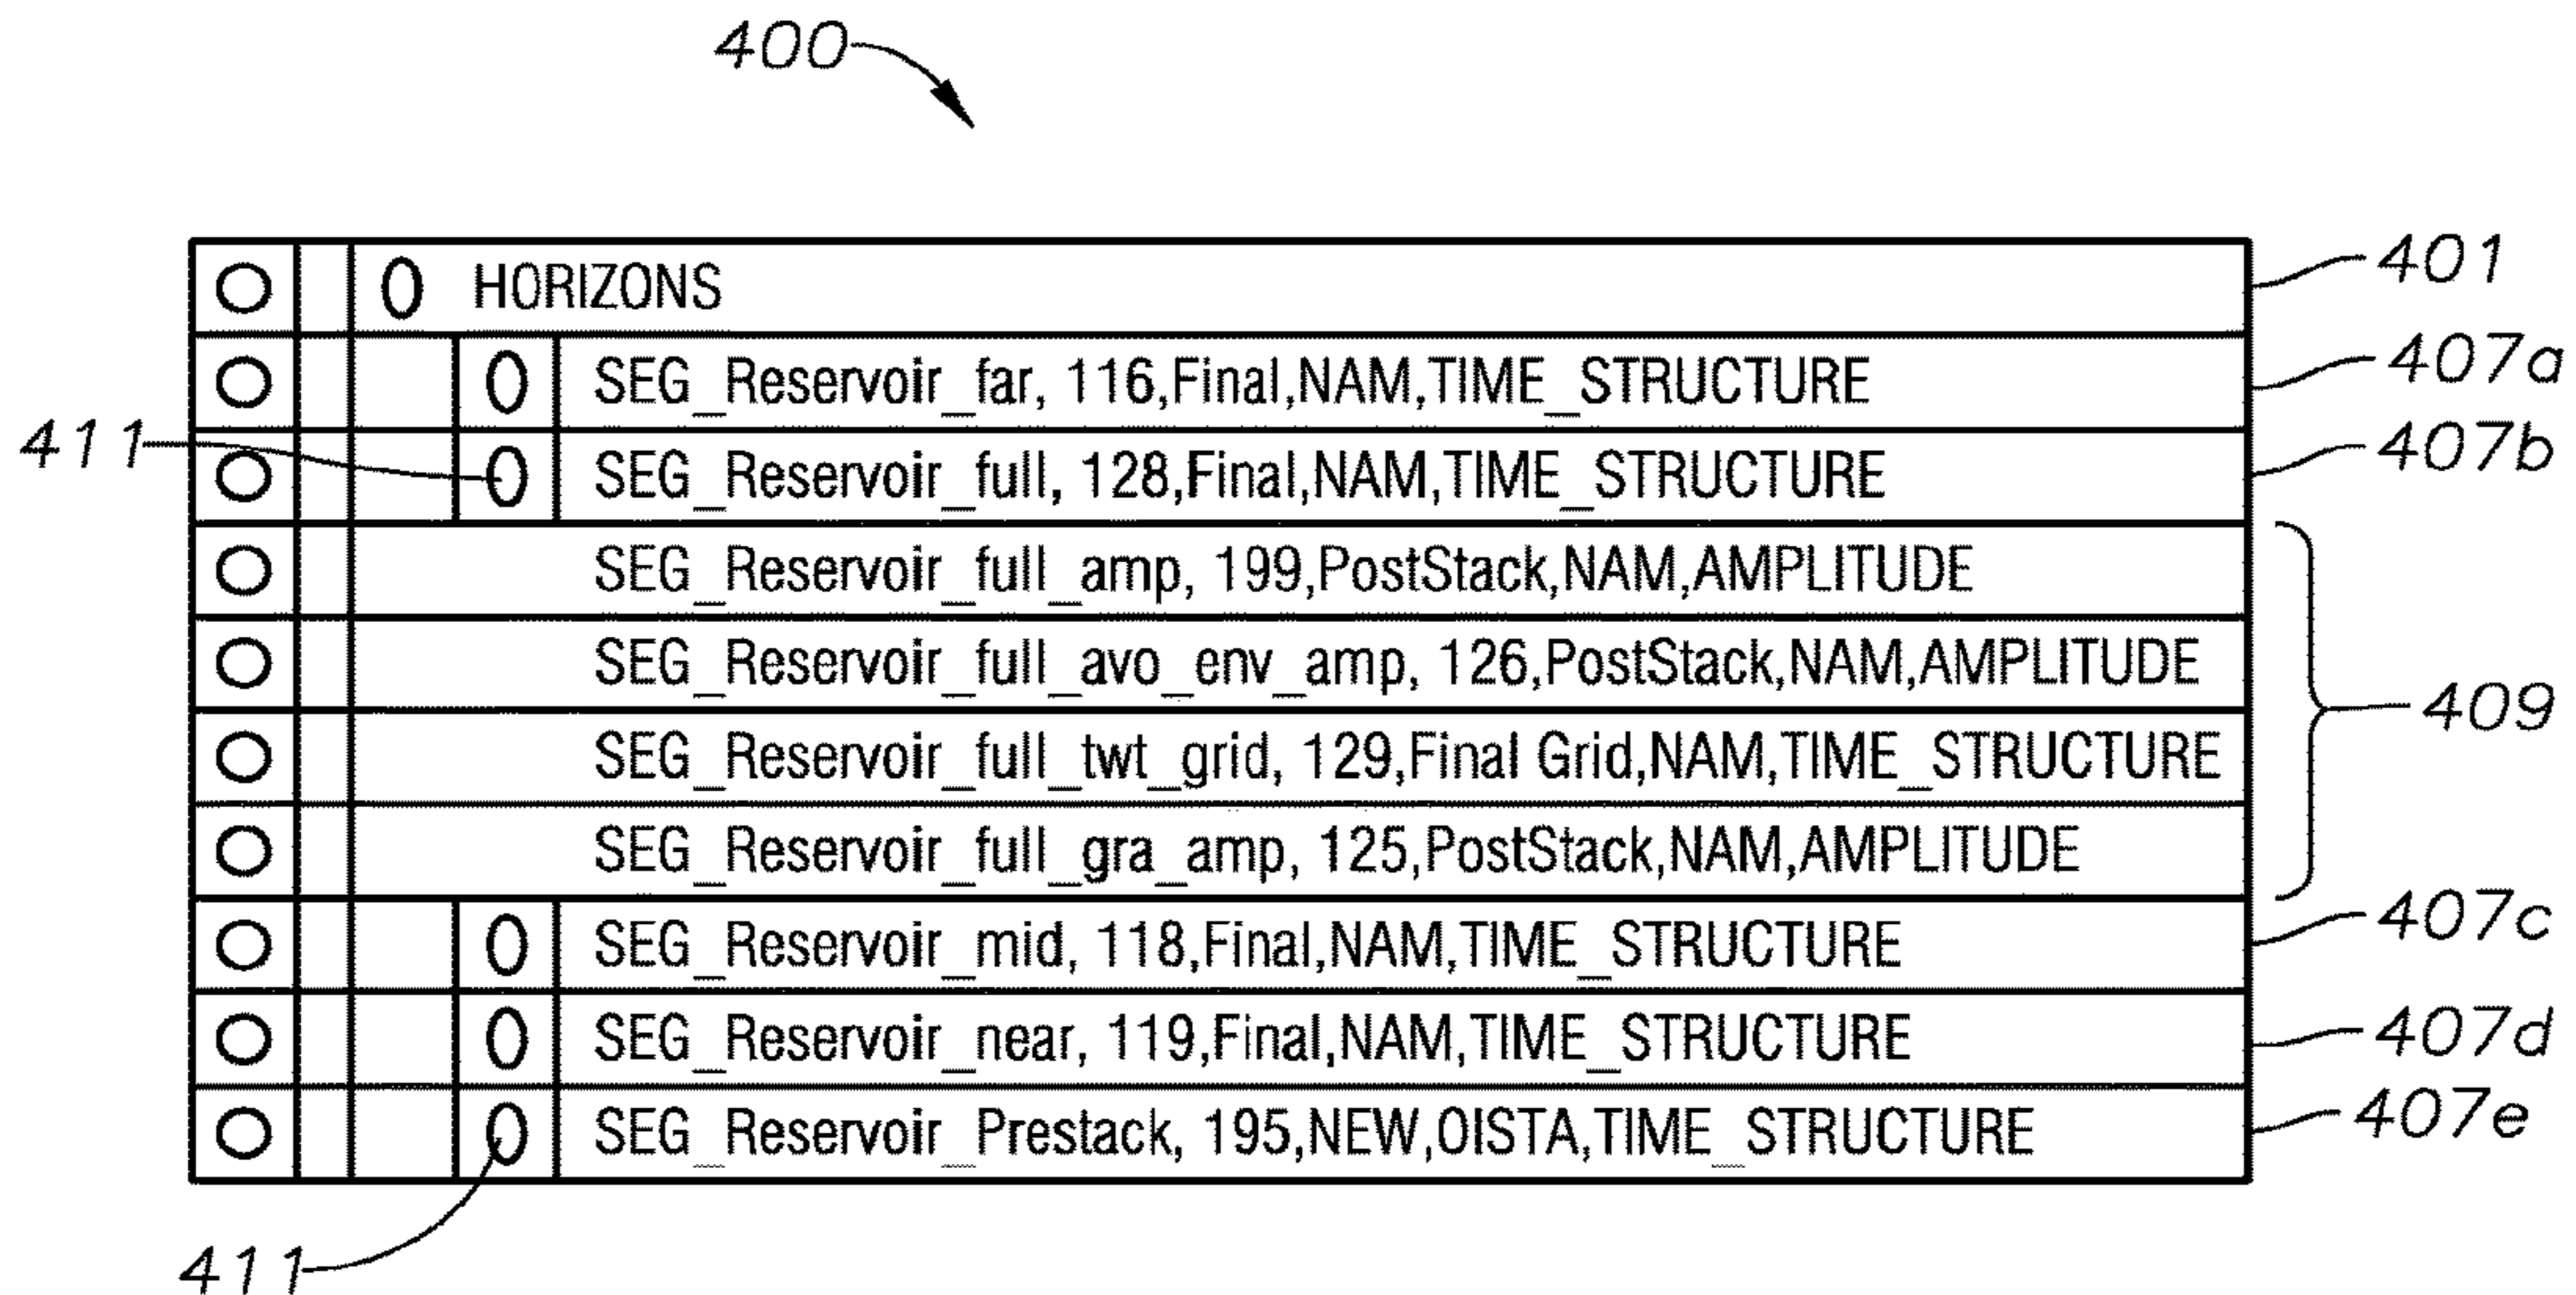 400
HORIZONS 401
SEG_Reservoir_far, 116,Final,NAM,TIME_STRUCTURE 407a
411 SEG_Reservoir_full, 128,Final,NAM,TIME_STRUCTURE 407b
SEG_Reservoir_full_amp, 199,PostStack,NAM,AMPLITUDE
SEG_Reservoir_full_avo_env_amp, 126,PostStack,NAM,AMPLITUDE
409
SEG_Reservoir_full_twt_grid, 129,Final Grid,NAM,TIME_STRUCTURE
SEG_Reservoir_full_gra_amp, 125,PostStack,NAM,AMPLITUDE
SEG_Reservoir_mid, 118,Final,NAM,TIME_STRUCTURE 407c
SEG_Reservoir_near, 119,Final,NAM,TIME_STRUCTURE 407d
SEG_Reservoir_Prestack, 195,NEW,OISTA,TIME_STRUCTURE 407e
411